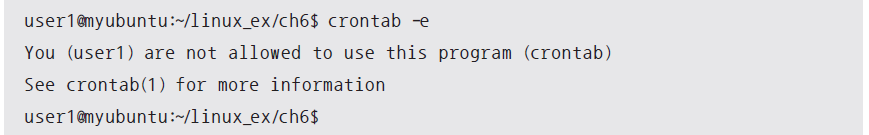 user1@myubuntu:~/linux_ex/ch6$ crontab -e
You (user1) are not allowed to use this program (crontab)
See crontab(1) for more information
user1@myubuntu:~/linux_ex/ch6$